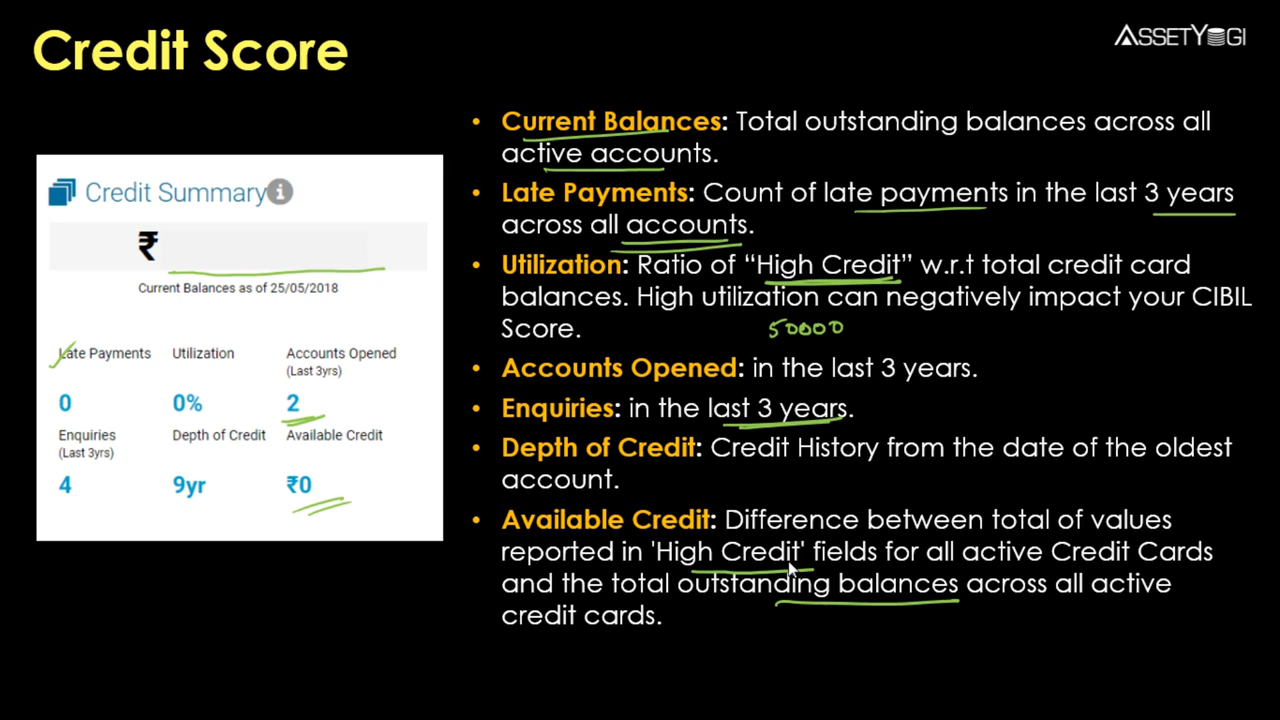 Credit Score
ASSETYOGI
Credit Summary i
₹
Current Balances as of 25/05/2018
Late Payments
Utilization
Accounts Opened
(Last 3yrs)
0
0%
2
Enquiries
(Last 3yrs)
Depth of Credit
Available Credit
4
9yr
₹0
• Current Balances: Total outstanding balances across all
active accounts.
• Late Payments: Count of late payments in the last 3 years
across all accounts.
• Utilization: Ratio of “High Credit” w.r.t total credit card
balances. High utilization can negatively impact your CIBIL
Score.
50000
• Accounts Opened: in the last 3 years.
• Enquiries: in the last 3 years.
• Depth of Credit: Credit History from the date of the oldest
account.
• Available Credit: Difference between total of values
reported in 'High Credit' fields for all active Credit Cards
and the total outstanding balances across all active
credit cards.